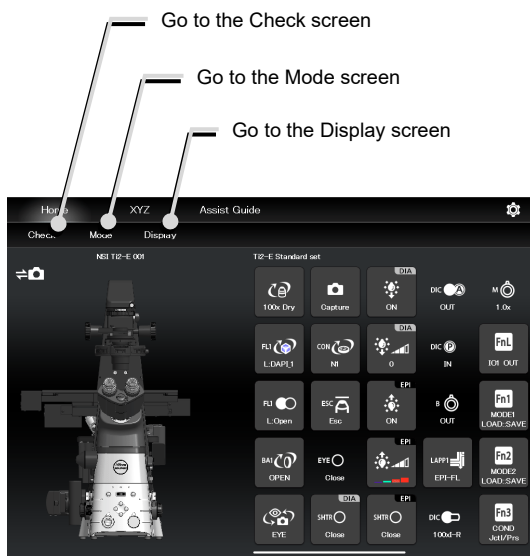 Go to the Check screen
Go to the Mode screen
Go to the Display screen
Home XYZ Assist Guide
Check Mode Display
NSI Ti2-E 001
Ti2-E Standard set
100x Dry
Capture
DIA
ON
DIC A
OUT
M
1.0x
FL1
L:DAPI_1
CON
N1
DIA
0
DIC P
IN
FnL
IO1 OUT
FL1
L:Open
ESC
Esc
EPI
ON
B
OUT
Fn1
MODE1
LOAD::SAVE
BA1
OPEN
EYE
Close
EPI
LAPP1
EPI-FL
Fn2
MODE2
LOAD::SAVE
EYE
DIA
SHTR
Close
EPI
SHTR
Close
DIC
100xI-R
Fn3
COND
Jctl/Prs